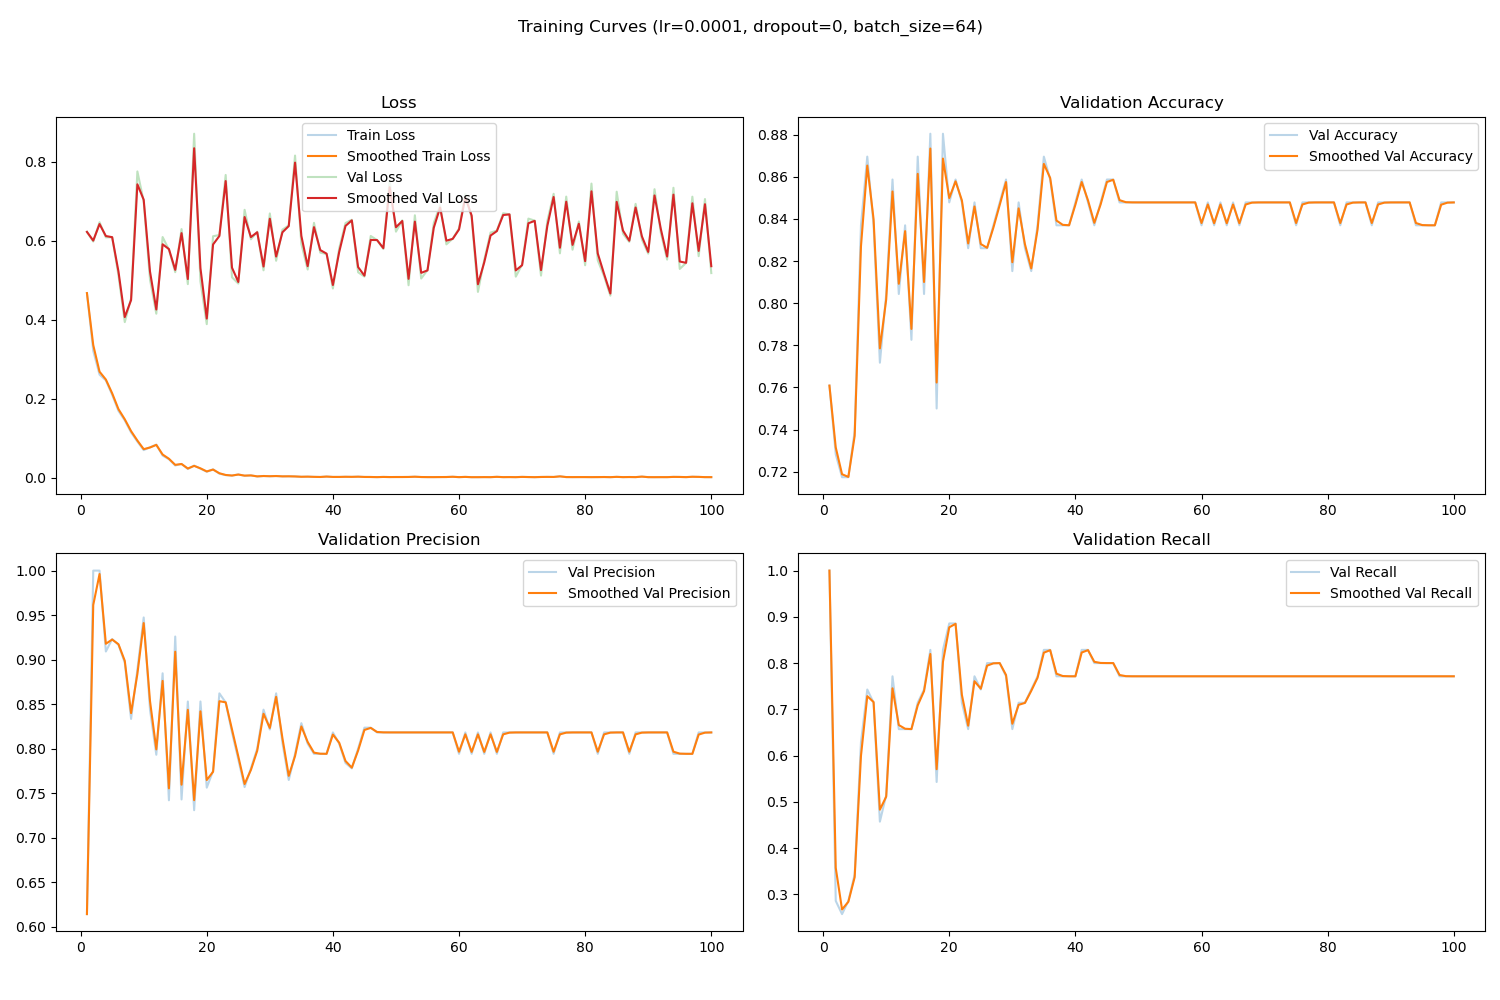 Training Curves (lr=0.0001, dropout=0, batch_size=64)
Loss
Train Loss
Smoothed Train Loss
Val Loss
Smoothed Val Loss
0.8
0.6
0.4
0.2
0.0
0 20 40 60 80 100
Validation Accuracy
Val Accuracy
Smoothed Val Accuracy
0.88
0.86
0.84
0.82
0.80
0.78
0.76
0.74
0.72
0 20 40 60 80 100
Validation Precision
Val Precision
Smoothed Val Precision
1.00
0.95
0.90
0.85
0.80
0.75
0.70
0.65
0.60
0 20 40 60 80 100
Validation Recall
Val Recall
Smoothed Val Recall
1.0
0.9
0.8
0.7
0.6
0.5
0.4
0.3
0 20 40 60 80 100